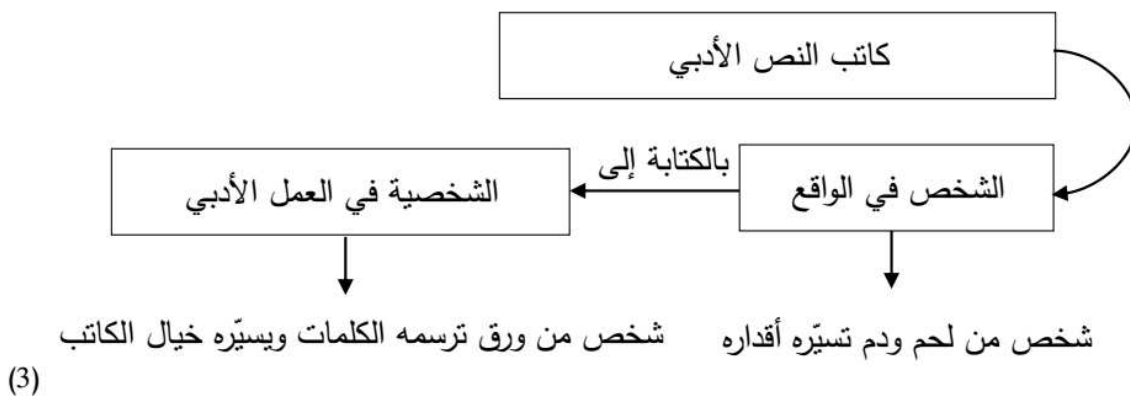 كاتب النص الأدبي
الشخص في الواقع
بالكتابة إلى
الشخصية في العمل الأدبي
شخص من لحم ودم تسيّره أقداره
شخص من ورق ترسمه الكلمات ويسيّره خيال الكاتب
(3)